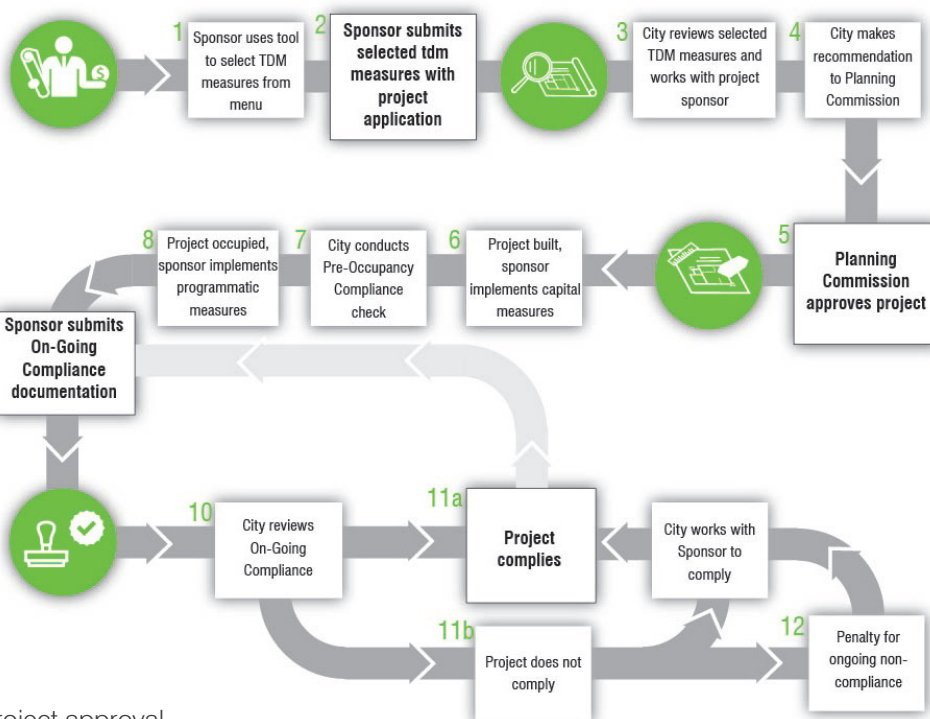 1
Sponsor uses tool
to select TDM
measures from
menu
2
Sponsor submits
selected tdm
measures with
project
application
3
City reviews selected
TDM measures and
works with project
sponsor
4
City makes
recommendation
to Planning
Commission
5
Planning
Commission
approves project
6
Project built,
sponsor
implements capital
measures
7
City conducts
Pre-Occupancy
Compliance
check
8
Project occupied,
sponsor implements
programmatic
measures
Sponsor submits
On-Going
Compliance
documentation
10
City reviews
On-Going
Compliance
11a
Project
complies
City works with
Sponsor to
comply
11b
Project does not
comply
12
Penalty for
ongoing non-
compliance
$